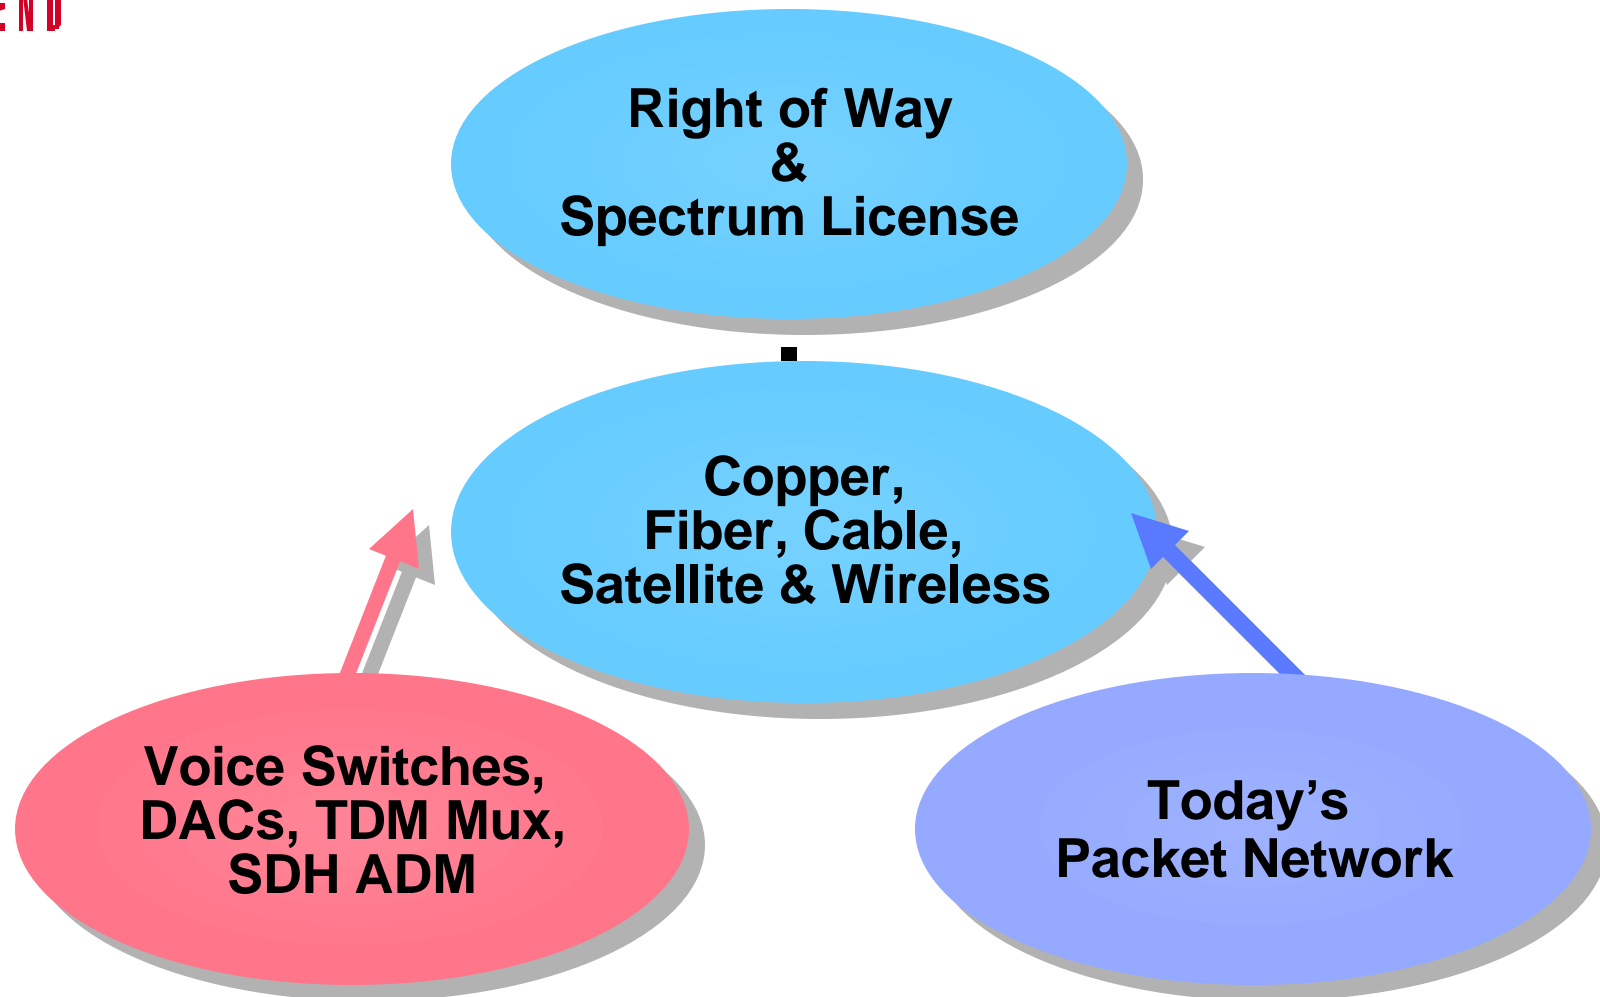 Right of Way
&
Spectrum License
Copper,
Fiber, Cable,
Satellite & Wireless
Voice Switches,
DACs, TDM Mux,
SDH ADM
Today’s
Packet Network